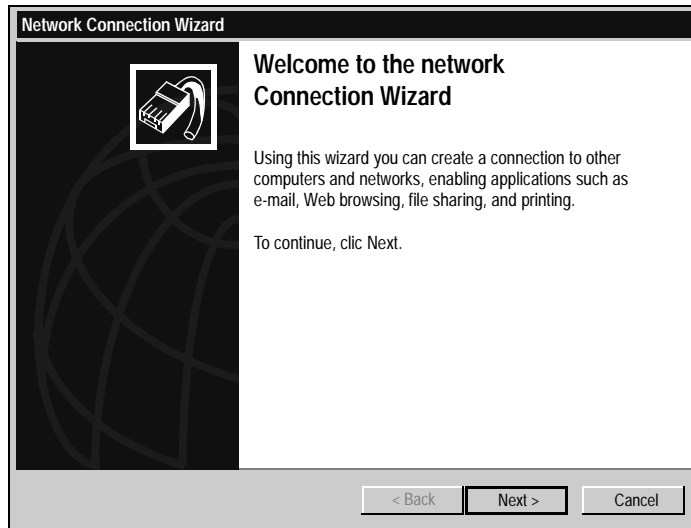 Network Connection Wizard
Welcome to the network
Connection Wizard
Using this wizard you can create a connection to other
computers and networks, enabling applications such as
e-mail, Web browsing, file sharing, and printing.
To continue, clic Next.
< Back
Next >
Cancel